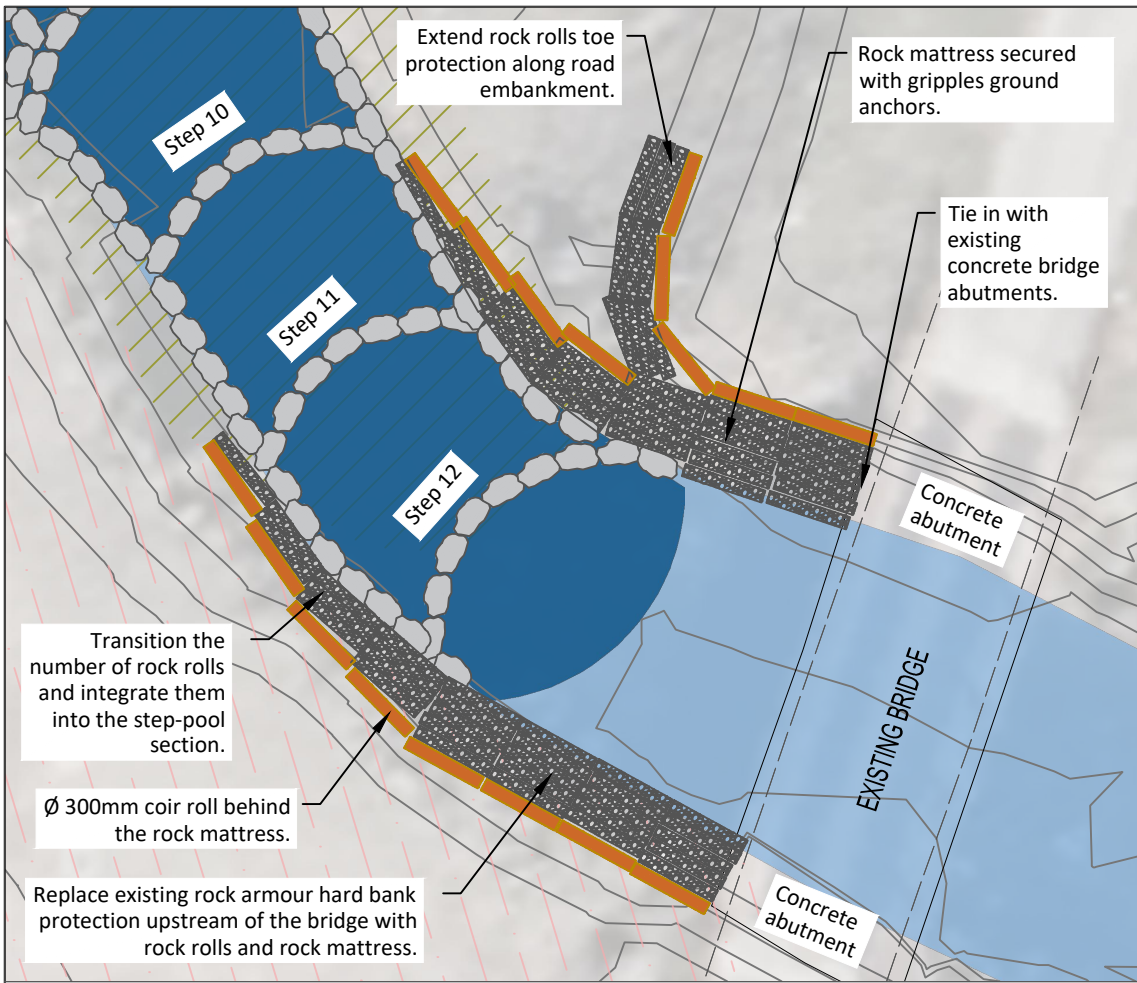 Extend rock rolls toe
protection along road
embankment.
Rock mattress secured
with gripples ground
anchors.
Step 10
Tie in with
existing
concrete bridge
abutments.
Step 11
Step 12
Concrete
abutment
Transition the
number of rock rolls
and integrate them
into the step-pool
section.
EXISTING BRIDGE
Ø 300mm coir roll behind
the rock mattress.
Replace existing rock armour hard bank
protection upstream of the bridge with
rock rolls and rock mattress.
Concrete
abutment